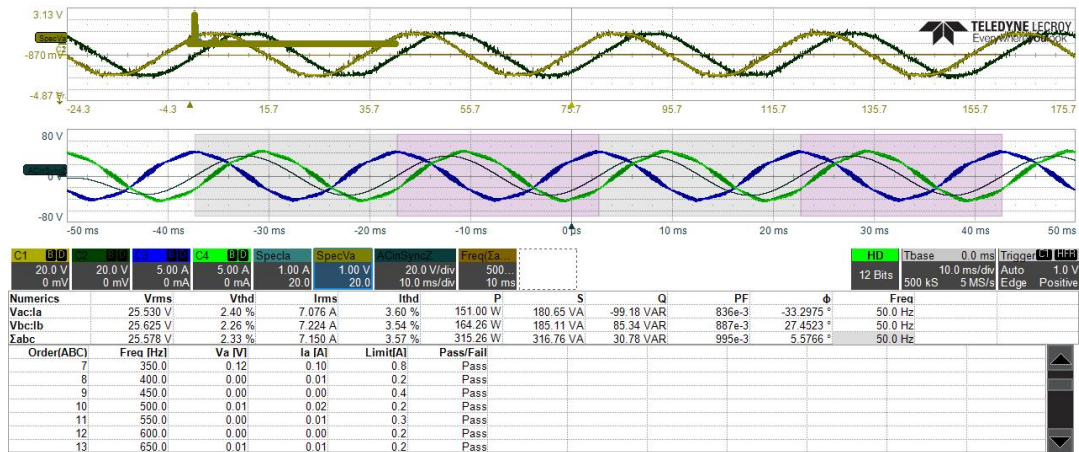 3.13 V
TELEDYNE LECROY
SpecVa
C2
-870 mV
-4.87 V
-24.3 -4.3 15.7 35.7 55.7 75.7 95.7 115.7 135.7 155.7 175.7
80 V
-80 V
-50 ms -40 ms -30 ms -20 ms -10 ms 0 ps 10 ms 20 ms 30 ms 40 ms 50 ms
C1 B D C2 B D B D C4 B D SpecIa SpecVa ACinSyncZ Freq(Σa... HD Tbase 0.0 ms Trigger C1 HFR
20.0 V 20.0 V 5.00 A 5.00 A 1.00 A 1.00 V 20.0 V/div 500... 12 Bits 10.0 ms/div Auto 1.0 V
0 mV 0 mV 0 mA 0 mA 20.0 20.0 10.0 ms/div 10 ms 500 kS 5 MS/s Edge Positive
Numerics Vrms Vthd Irms Ithd P S Q PF ϕ Freq
Vac:Ia 25.530 V 2.40 % 7.076 A 3.60 % 151.00 W 180.65 VA -99.18 VAR 836e-3 -33.2975 ° 50.0 Hz
Vbc:Ib 25.625 V 2.26 % 7.224 A 3.54 % 164.26 W 185.11 VA 85.34 VAR 887e-3 27.4523 ° 50.0 Hz
Σabc 25.578 V 2.33 % 7.150 A 3.57 % 315.26 W 316.76 VA 30.78 VAR 995e-3 5.5766 ° 50.0 Hz
Order(ABC) Freq [Hz] Va [V] Ia [A] Limit[A] Pass/Fail
7 350.0 0.12 0.10 0.8 Pass
8 400.0 0.00 0.01 0.2 Pass
9 450.0 0.00 0.00 0.4 Pass
10 500.0 0.01 0.02 0.2 Pass
11 550.0 0.00 0.01 0.3 Pass
12 600.0 0.00 0.00 0.2 Pass
13 650.0 0.01 0.01 0.2 Pass